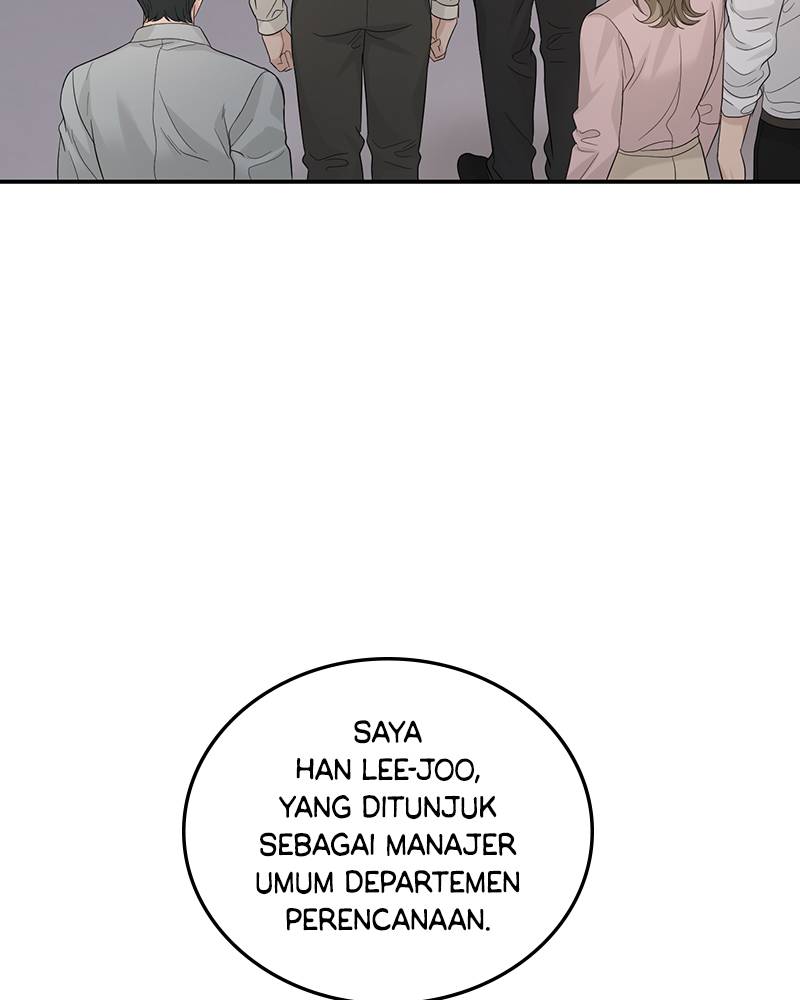 SAYA
HAN LEE-JOO,
YANG DITUNJUK
SEBAGAI MANAJER
UMUM DEPARTEMEN
PERENCANAAN.